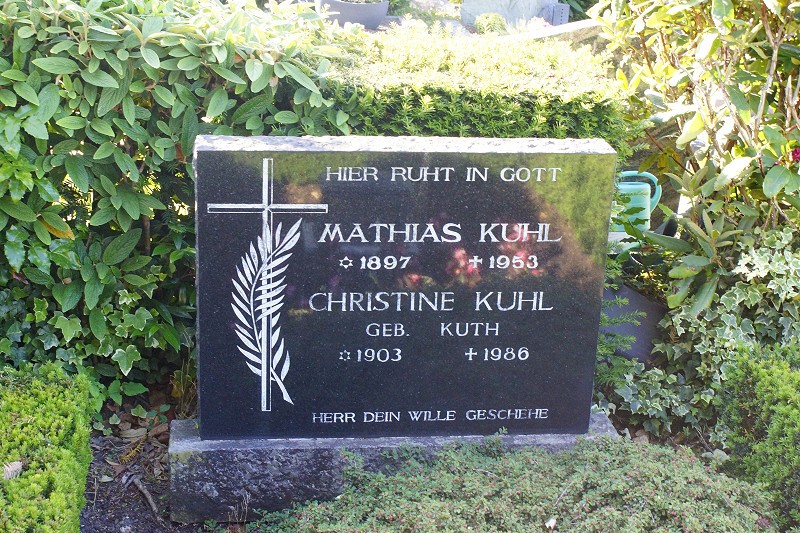 HIER RUHT IN GOTT
MATHIAS KUHL
✡1897 ✝1953
CHRISTINE KUHL
GEB. KUTH
✡1903 ✝1986
HERR DEIN WILLE GESCHEHE